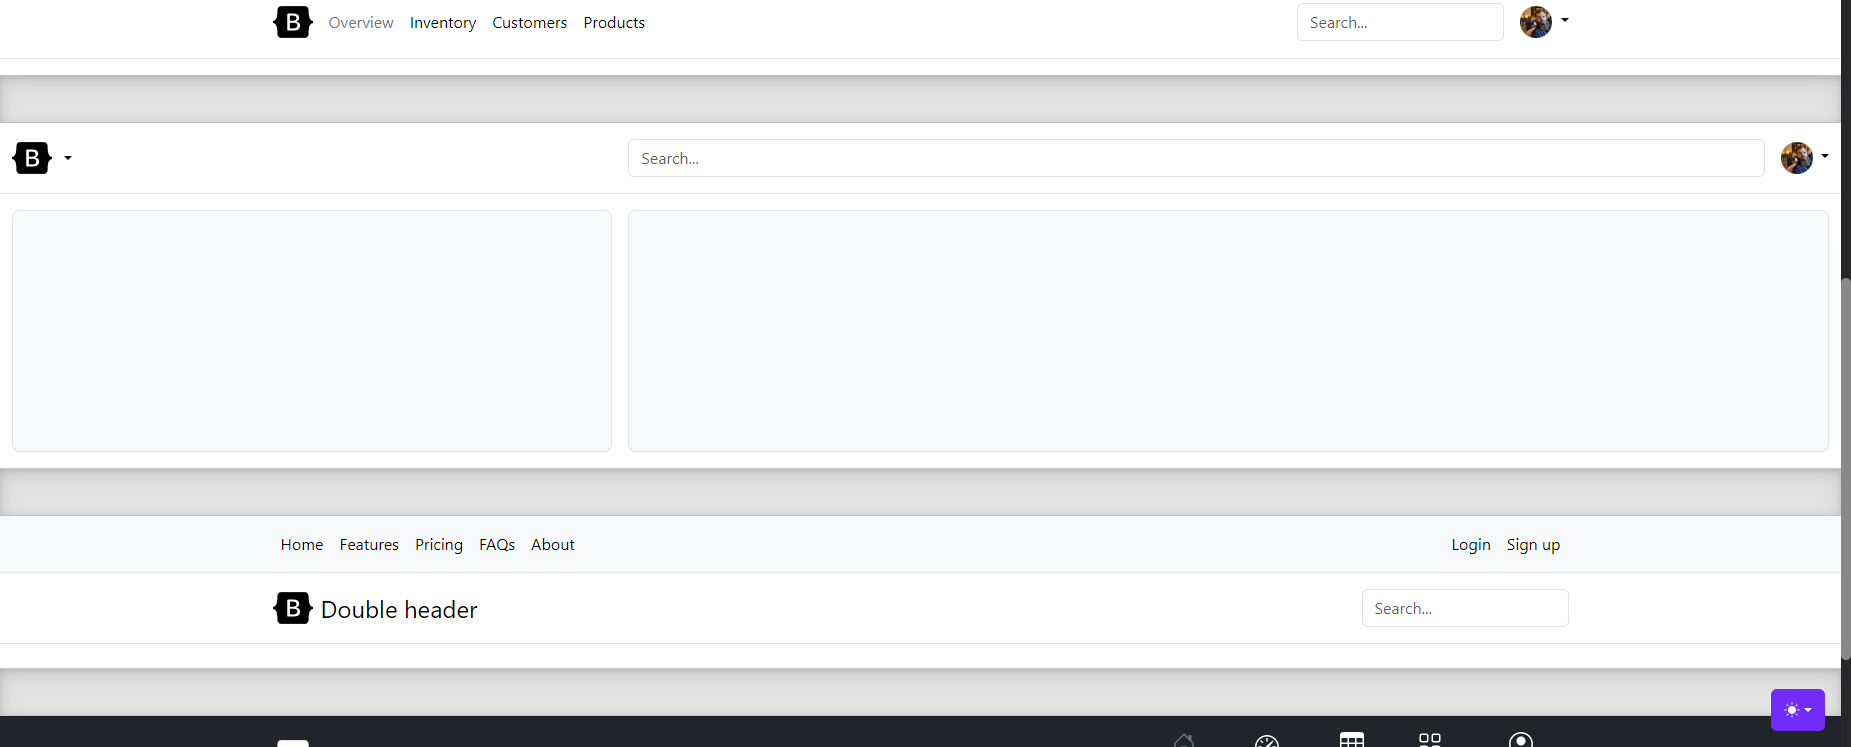 B Overview Inventory Customers Products Search...
B Search...
Home Features Pricing FAQs About Login Sign up
B Double header Search...